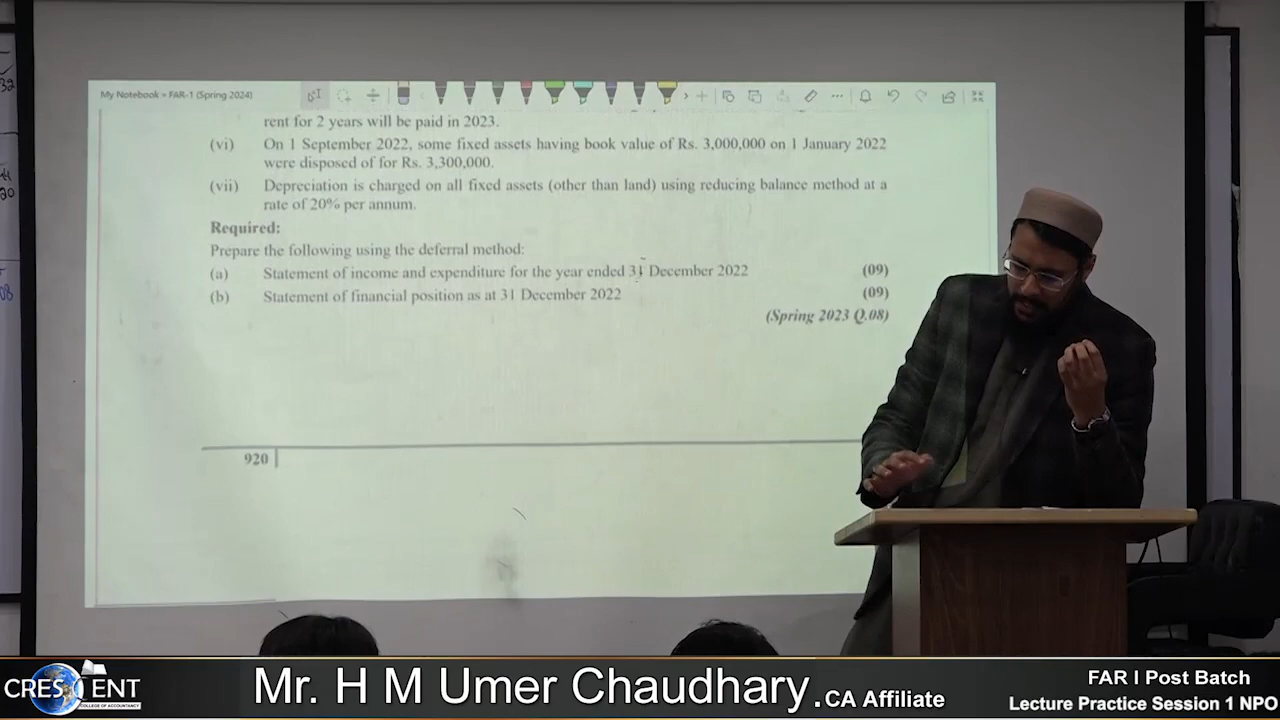 My Notebook » FAR-1 (Spring 2024)
rent for 2 years will be paid in 2023.
(vi) On 1 September 2022, some fixed assets having book value of Rs. 3,000,000 on 1 January 2022
were disposed of for Rs. 3,300,000.
(vii) Depreciation is charged on all fixed assets (other than land) using reducing balance method at a
rate of 20% per annum.
Required:
Prepare the following using the deferral method:
(a) Statement of income and expenditure for the year ended 31 December 2022 (09)
(b) Statement of financial position as at 31 December 2022 (09)
(Spring 2023 Q.08)
920
CRESCENT
COLLEGE OF ACCOUNTANCY
Mr. H M Umer Chaudhary .CA Affiliate
FAR I Post Batch
Lecture Practice Session 1 NPO